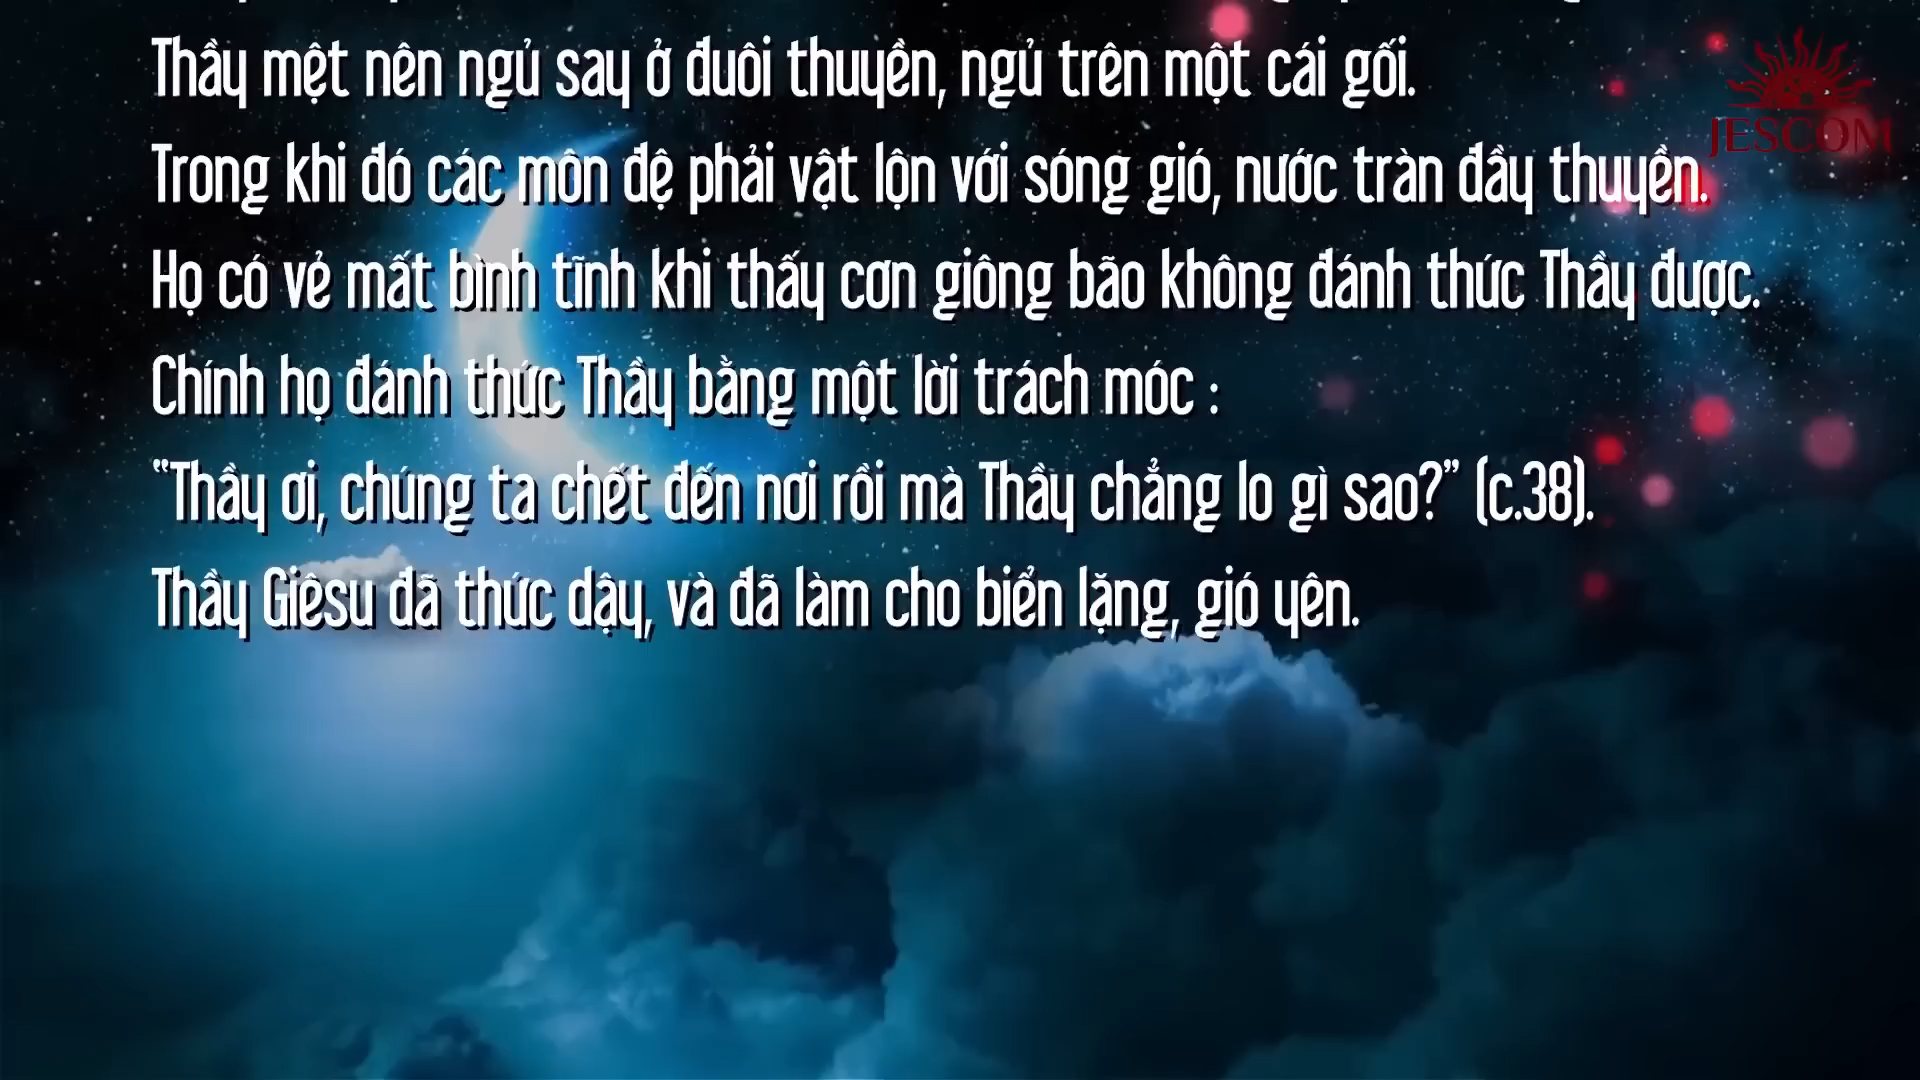 Thầy mệt nên ngủ say ở đuôi thuyền, ngủ trên một cái gối.
JESCOM
Trong khi đó các môn đệ phải vật lộn với sóng gió, nước tràn đầy thuyền.
Họ có vẻ mất bình tĩnh khi thấy cơn giông bão không đánh thức Thầy được.
Chính họ đánh thức Thầy bằng một lời trách móc :
“Thầy ơi, chúng ta chết đến nơi rồi mà Thầy chẳng lo gì sao?” (c.38).
Thầy Giêsu đã thức dậy, và đã làm cho biển lặng, gió yên.